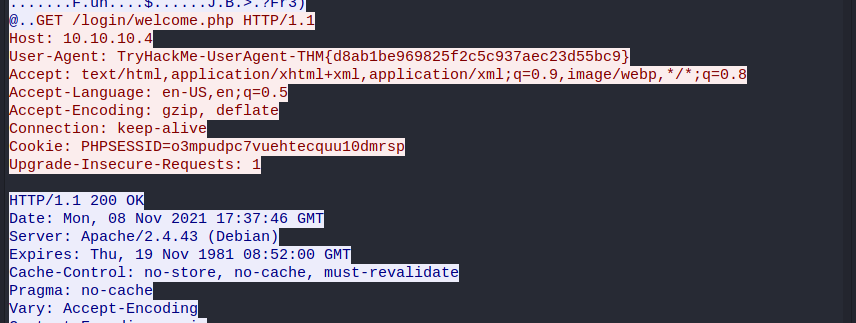 @..GET /login/welcome.php HTTP/1.1
Host: 10.10.10.4
User-Agent: TryHackMe-UserAgent-THM{d8ab1be969825f2c5c937aec23d55bc9}
Accept: text/html,application/xhtml+xml,application/xml;q=0.9,image/webp,*/*;q=0.8
Accept-Language: en-US,en;q=0.5
Accept-Encoding: gzip, deflate
Connection: keep-alive
Cookie: PHPSESSID=o3mpudpc7vuehtecquu10dmrsp
Upgrade-Insecure-Requests: 1
HTTP/1.1 200 OK
Date: Mon, 08 Nov 2021 17:37:46 GMT
Server: Apache/2.4.43 (Debian)
Expires: Thu, 19 Nov 1981 08:52:00 GMT
Cache-Control: no-store, no-cache, must-revalidate
Pragma: no-cache
Vary: Accept-Encoding